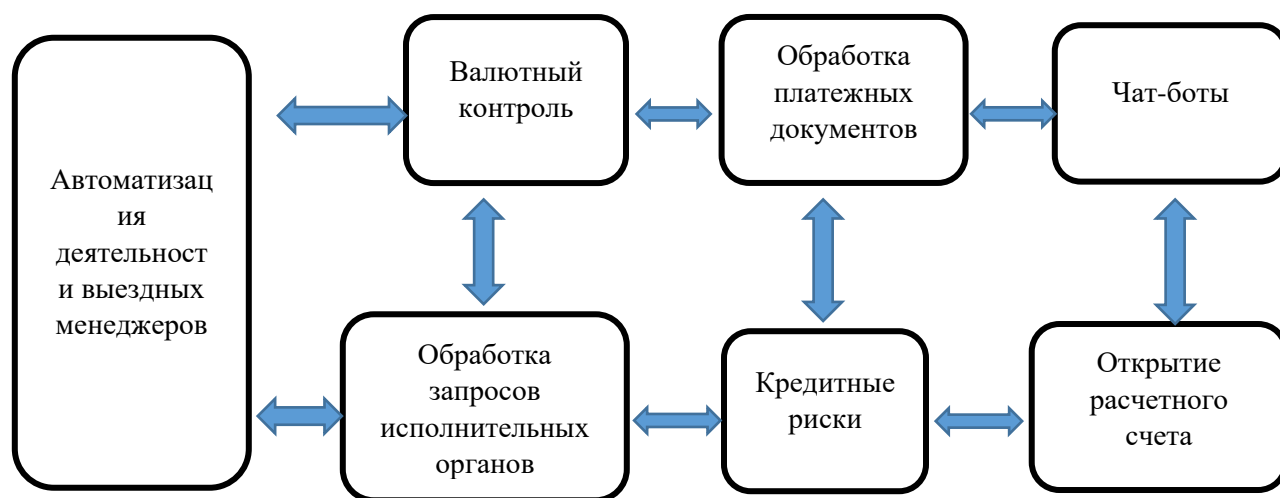 Автоматизац
ия
деятельност
и выездных
менеджеров
Валютный
контроль
Обработка
платежных
документов
Чат-боты
Обработка
запросов
исполнительных
органов
Кредитные
риски
Открытие
расчетного
счета